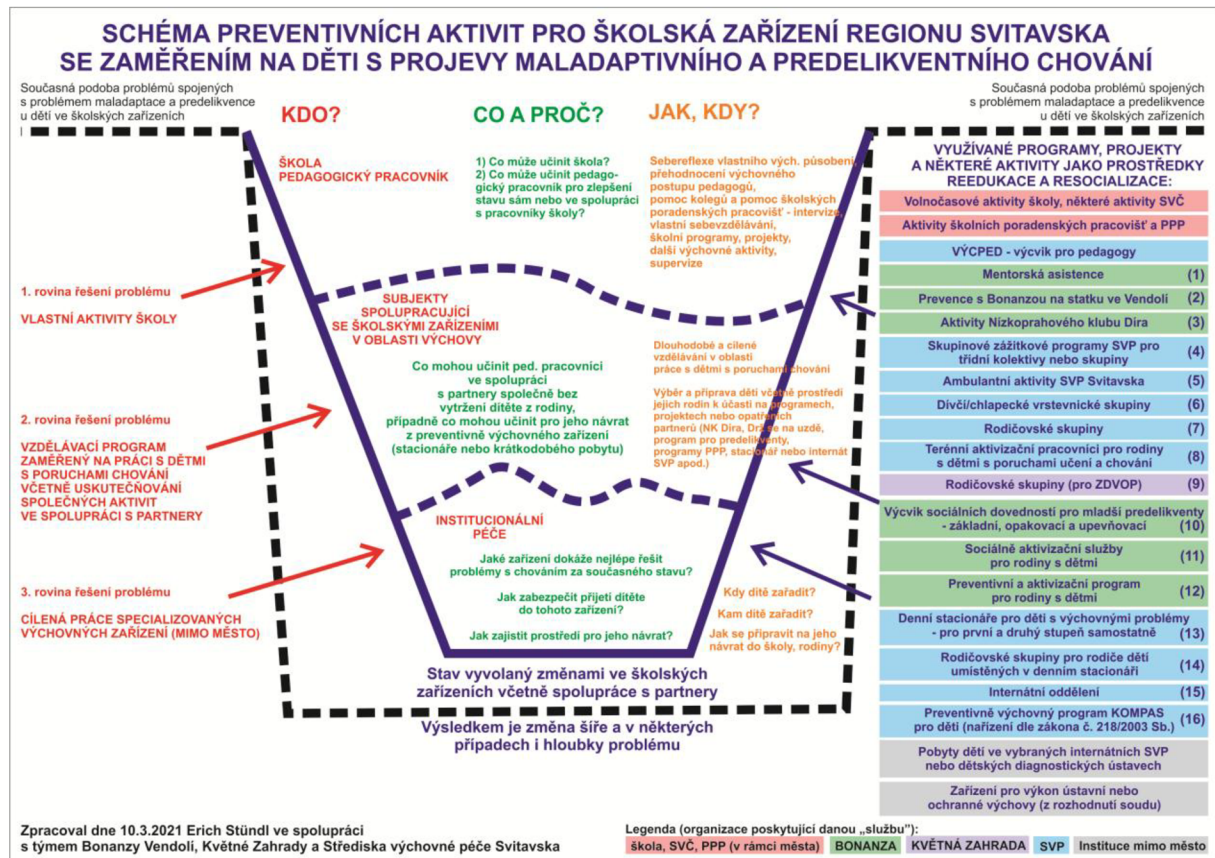 SCHÉMA PREVENTIVNÍCH AKTIVIT PRO ŠKOLSKÁ ZAŘÍZENÍ REGIONU SVITAVSKA
SE ZAMĚŘENÍM NA DĚTI S PROJEVY MALADAPTIVNÍHO A PREDELIKVENTNÍHO CHOVÁNÍ
Současná podoba problémů spojených
s problémem maladaptace a predelikvence
u dětí ve školských zařízeních
KDO?
CO A PROČ?
JAK, KDY?
Současná podoba problémů spojených
s problémem maladaptace a predelikvence
u dětí ve školských zařízeních
ŠKOLA
PEDAGOGICKÝ PRACOVNÍK
1) Co může učinit škola?
2) Co může učinit pedago-
gický pracovník pro zlepšení
stavu sám nebo ve spolupráci
s pracovníky školy?
Sebereflexe vlastního vých. působení,
přehodnocení výchovného
postupu pedagogů,
pomoc kolegů a pomoc školských
poradenských pracovišť - intervize,
vlastní sebevzdělávání,
školní programy, projekty,
další výchovné aktivity,
supervize
1. rovina řešení problému
VLASTNÍ AKTIVITY ŠKOLY
SUBJEKTY
SPOLUPRACUJÍCÍ
SE ŠKOLSKÝMI ZAŘÍZENÍMI
V OBLASTI VÝCHOVY
Co mohou učinit ped. pracovníci
ve spolupráci
s partnery společně bez
vytržení dítěte z rodiny,
případně co mohou učinit pro jeho návrat
z preventivně výchovného zařízení
(stacionáře nebo krátkodobého pobytu)
Dlouhodobé a cílené
vzdělávání v oblasti
práce s dětmi s poruchami chování
Výběr a příprava dětí včetně prostředí
jejich rodin k účasti na programech,
projektech nebo opatřeních
partnerů (NK Díra, Drž se na uzdě,
program pro predelikventy,
programy PPP, stacionář nebo internát
SVP apod.)
2. rovina řešení problému
VZDĚLÁVACÍ PROGRAM
ZAMĚŘENÝ NA PRÁCI S DĚTMI
S PORUCHAMI CHOVÁNÍ
VČETNĚ USKUTEČŇOVÁNÍ
SPOLEČNÝCH AKTIVIT
VE SPOLUPRÁCI S PARTNERY
INSTITUCIONÁLNÍ
PÉČE
Jaké zařízení dokáže nejlépe řešit
problémy s chováním za současného stavu?
Jak zabezpečit přijetí dítěte
do tohoto zařízení?
Jak zajistit prostředí pro jeho návrat?
Kdy dítě zařadit?
Kam dítě zařadit?
Jak se připravit na jeho
návrat do školy, rodiny?
3. rovina řešení problému
CÍLENÁ PRÁCE SPECIALIZOVANÝCH
VÝCHOVNÝCH ZAŘÍZENÍ (MIMO MĚSTO)
Stav vyvolaný změnami ve školských
zařízeních včetně spolupráce s partnery
Výsledkem je změna šíře a v některých
případech i hloubky problému
VYUŽÍVANÉ PROGRAMY, PROJEKTY
A NĚKTERÉ AKTIVITY JAKO PROSTŘEDKY
REEDUKACE A RESOCIALIZACE:
Volnočasové aktivity školy, některé aktivity SVČ
Aktivity školních poradenských pracovišť a PPP
VÝCPED - výcvik pro pedagogy
Mentorská asistence (1)
Prevence s Bonanzou na statku ve Vendolí (2)
Aktivity Nízkoprahového klubu Díra (3)
Skupinové zážitkové programy SVP pro
třídní kolektivy nebo skupiny (4)
Ambulantní aktivity SVP Svitavska (5)
Dívčí/chlapecké vrstevnické skupiny (6)
Rodičovské skupiny (7)
Terénní aktivizační pracovníci pro rodiny
s dětmi s poruchami učení a chování (8)
Rodičovské skupiny (pro ZDVOP) (9)
Výcvik sociálních dovedností pro mladší predelikventy
- základní, opakovací a upevňovací (10)
Sociálně aktivizační služby
pro rodiny s dětmi (11)
Preventivní a aktivizační program
pro rodiny s dětmi (12)
Denní stacionáře pro děti s výchovnými problémy
- pro první a druhý stupeň samostatně (13)
Rodičovské skupiny pro rodiče dětí
umístěných v denním stacionáři (14)
Internátní oddělení (15)
Preventivně výchovný program KOMPAS
pro děti (nařízení dle zákona č. 218/2003 Sb.) (16)
Pobyty dětí ve vybraných internátních SVP
nebo dětských diagnostických ústavech
Zařízení pro výkon ústavní nebo
ochranné výchovy (z rozhodnutí soudu)
Zpracoval dne 10.3.2021 Erich Stündl ve spolupráci
s týmem Bonanzy Vendolí, Květné Zahrady a Střediska výchovné péče Svitavska
Legenda (organizace poskytující danou „službu"):
škola, SVČ, PPP (v rámci města) BONANZA KVĚTNÁ ZAHRADA SVP Instituce mimo město